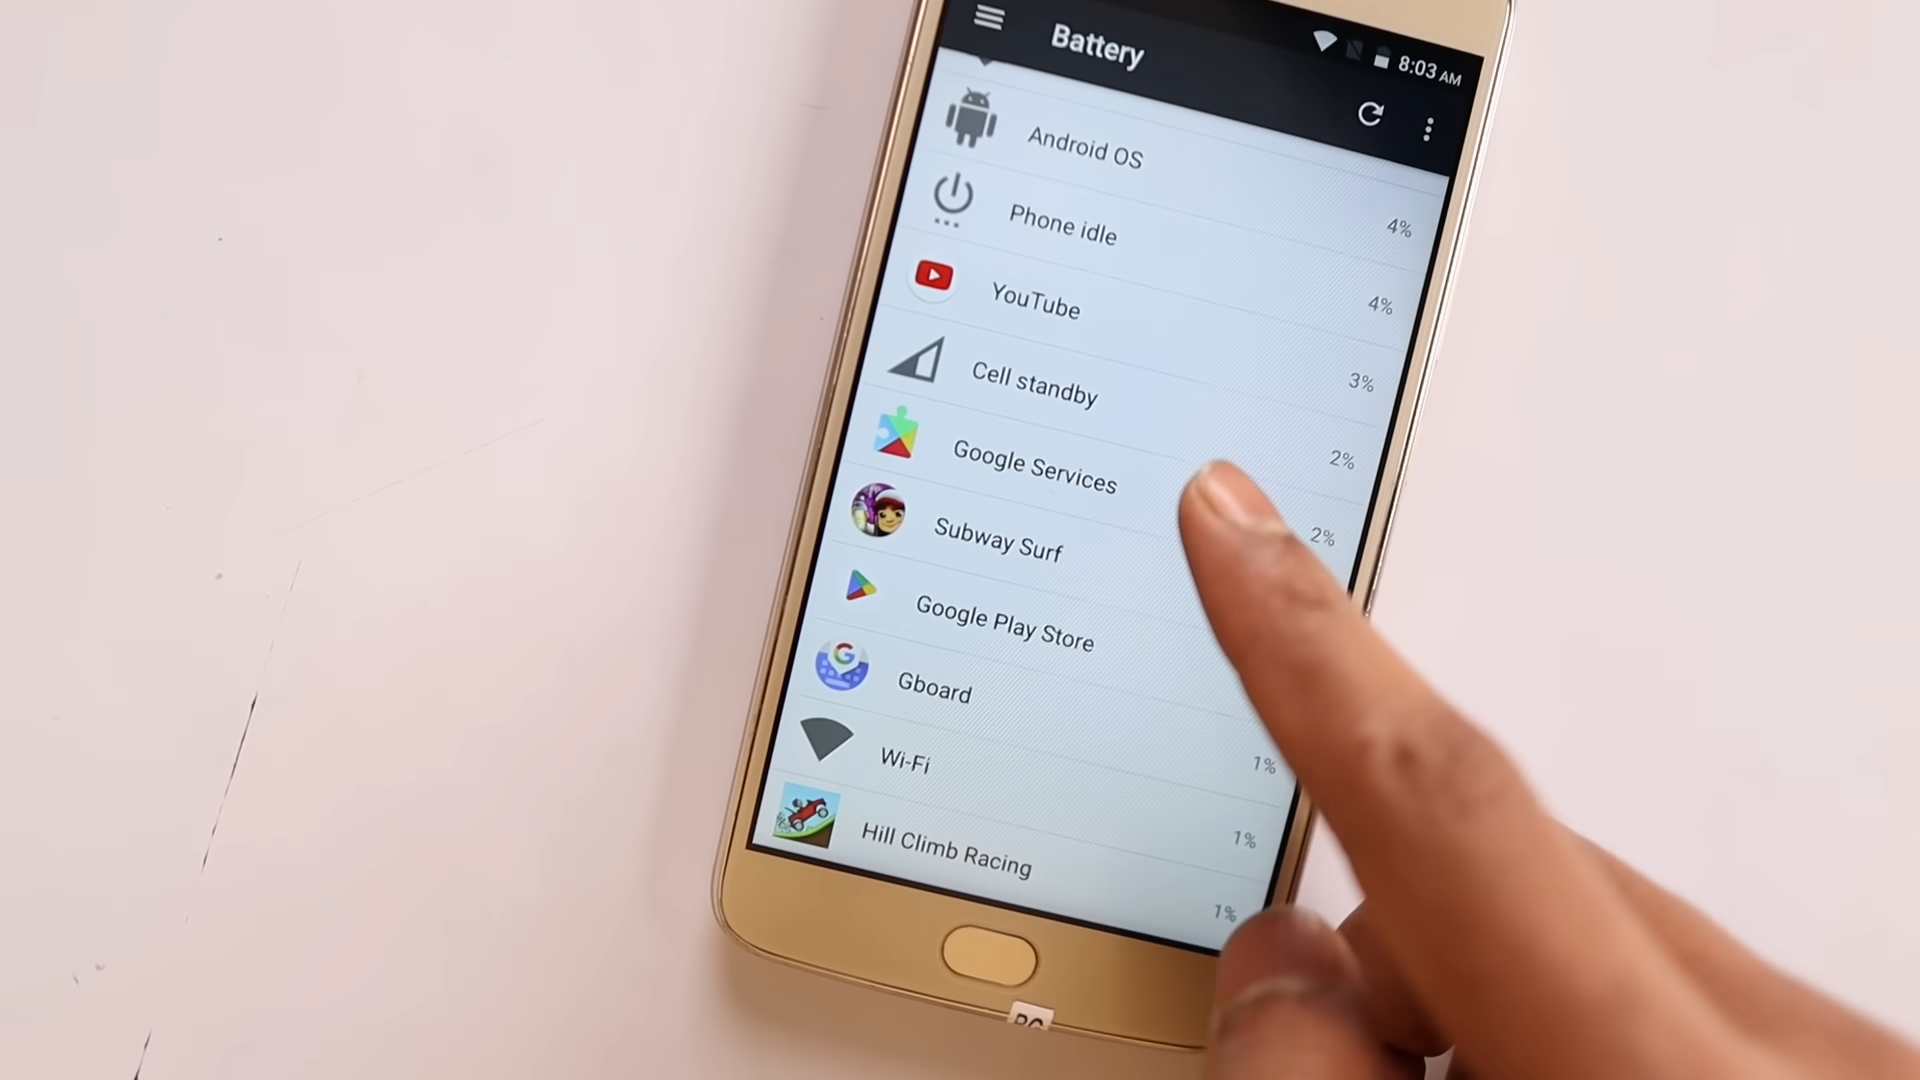 Battery
8:03 AM
Android OS 4%
Phone idle 4%
YouTube 3%
Cell standby 2%
Google Services 2%
Subway Surf
Google Play Store
Gboard 1%
Wi-Fi 1%
Hill Climb Racing 1%